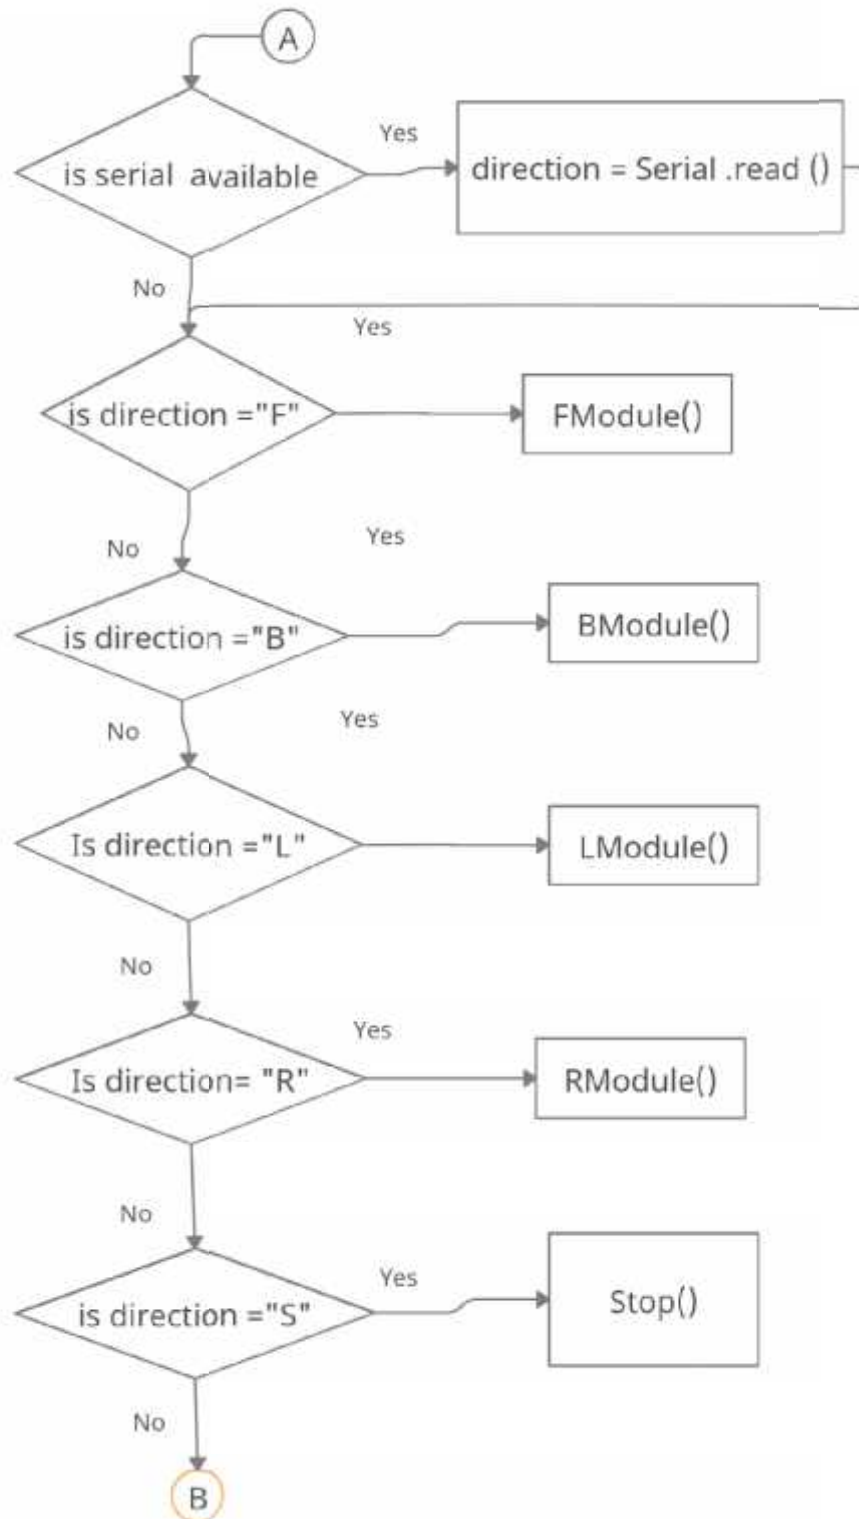 A
Yes
is serial available
direction = Serial .read ()
No
Yes
is direction ="F"
FModule()
No
Yes
is direction ="B"
BModule()
No
Yes
Is direction ="L"
LModule()
No
Yes
Is direction= "R"
RModule()
No
Yes
is direction ="S"
Stop()
No
B